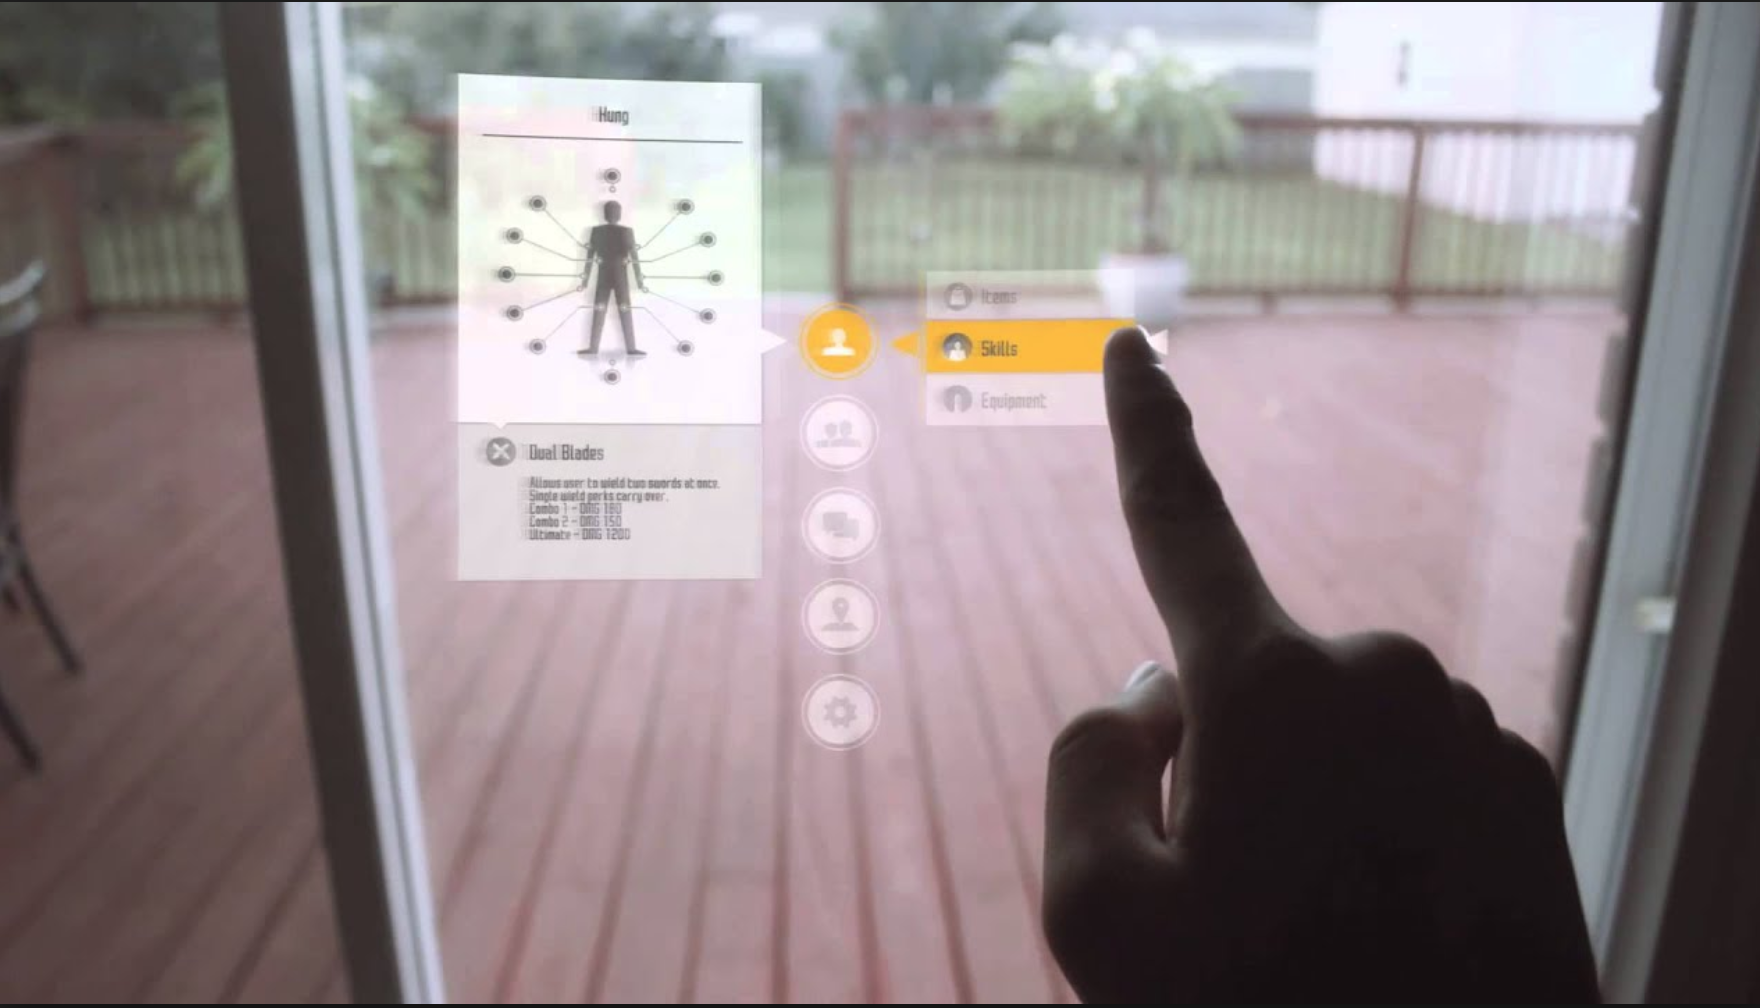 Hung
Items
Skills
Equipment
Dual Blades
Allows user to wield two swords at once.
Single wield perks carry over.
Combo 1 - DMG 180
Combo 2 - DMG 150
Ultimate - DMG 1200